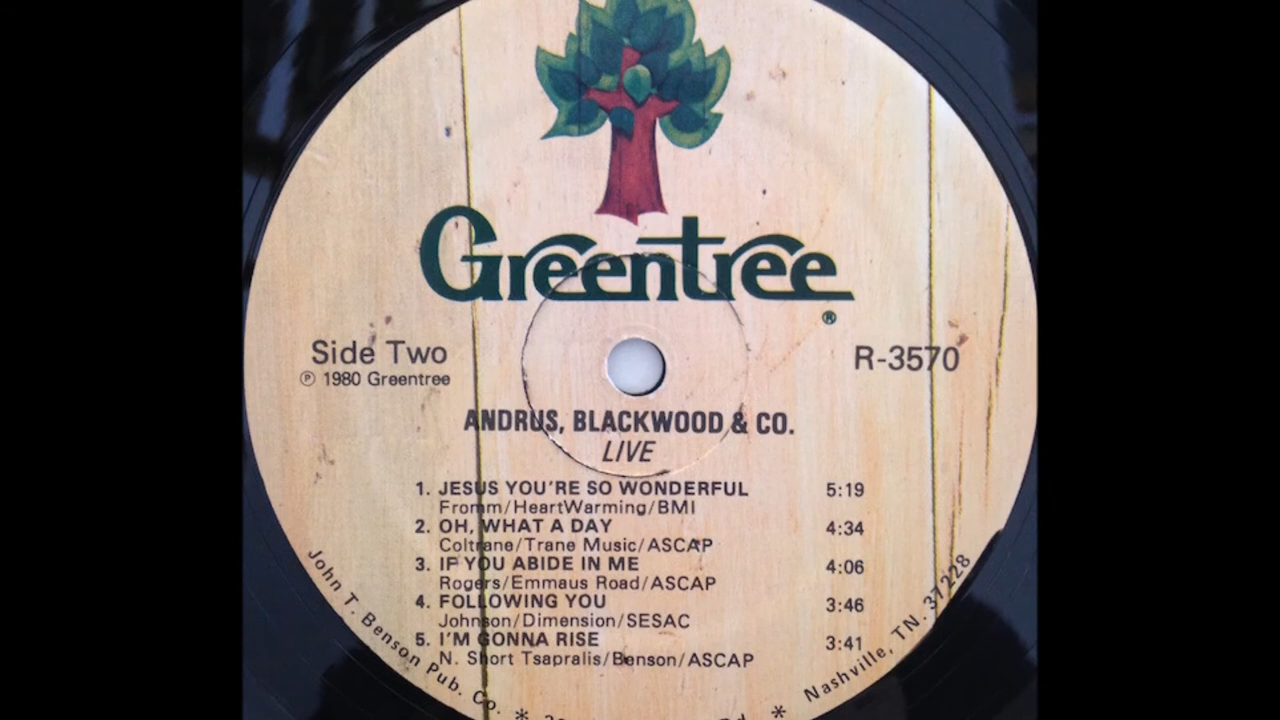 Greentree
®
Side Two
R-3570
℗ 1980 Greentree
ANDRUS, BLACKWOOD & CO.
LIVE
1. JESUS YOU'RE SO WONDERFUL 5:19
Fromm/HeartWarming/BMI
2. OH, WHAT A DAY 4:34
Coltrane/Trane Music/ASCAP
3. IF YOU ABIDE IN ME 4:06
Rogers/Emmaus Road/ASCAP
4. FOLLOWING YOU 3:46
Johnson/Dimension/SESAC
5. I'M GONNA RISE 3:41
N. Short Tsapralis/Benson/ASCAP
John T. Benson Pub. Co. * * Nashville, TN. 37228